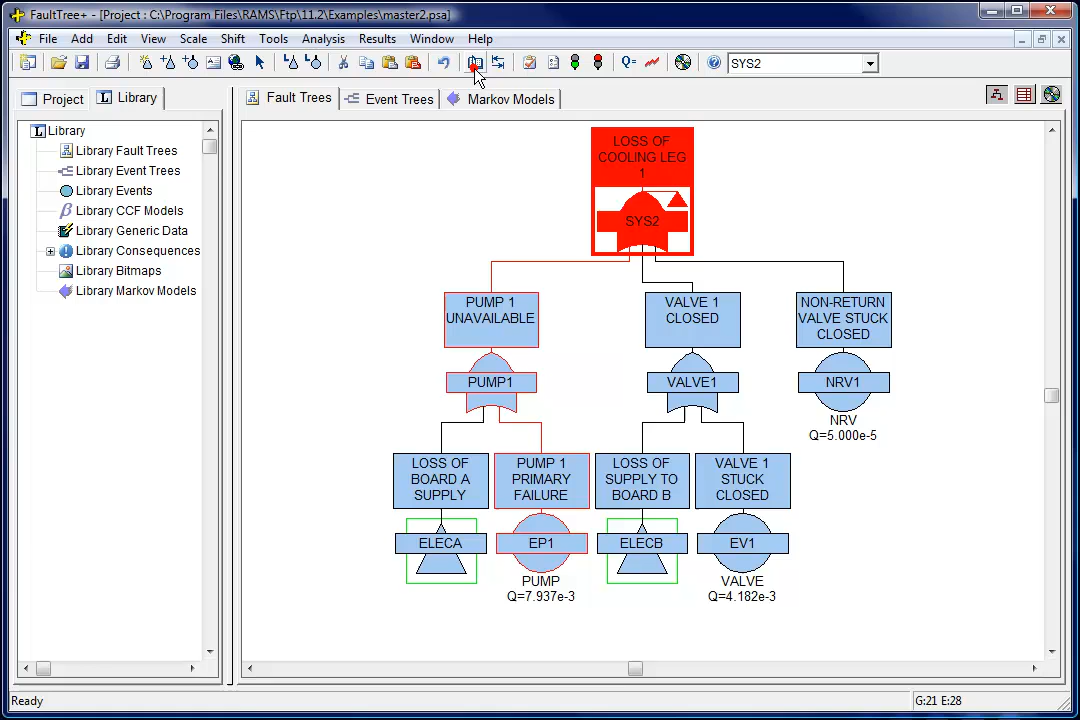 FaultTree+ - [Project : C:\Program Files\RAMS\Ftp\11.2\Examples\master2.psa]
File Add Edit View Scale Shift Tools Analysis Results Window Help
Q= SYS2
Project Library Fault Trees Event Trees Markov Models
Library
Library Fault Trees
Library Event Trees
Library Events
Library CCF Models
Library Generic Data
Library Consequences
Library Bitmaps
Library Markov Models
LOSS OF
COOLING LEG
1
SYS2
PUMP 1
UNAVAILABLE
PUMP1
VALVE 1
CLOSED
VALVE1
NON-RETURN
VALVE STUCK
CLOSED
NRV1
NRV
Q=5.000e-5
LOSS OF
BOARD A
SUPPLY
ELECA
PUMP 1
PRIMARY
FAILURE
EP1
PUMP
Q=7.937e-3
LOSS OF
SUPPLY TO
BOARD B
ELECB
VALVE 1
STUCK
CLOSED
EV1
VALVE
Q=4.182e-3
Ready G:21 E:28